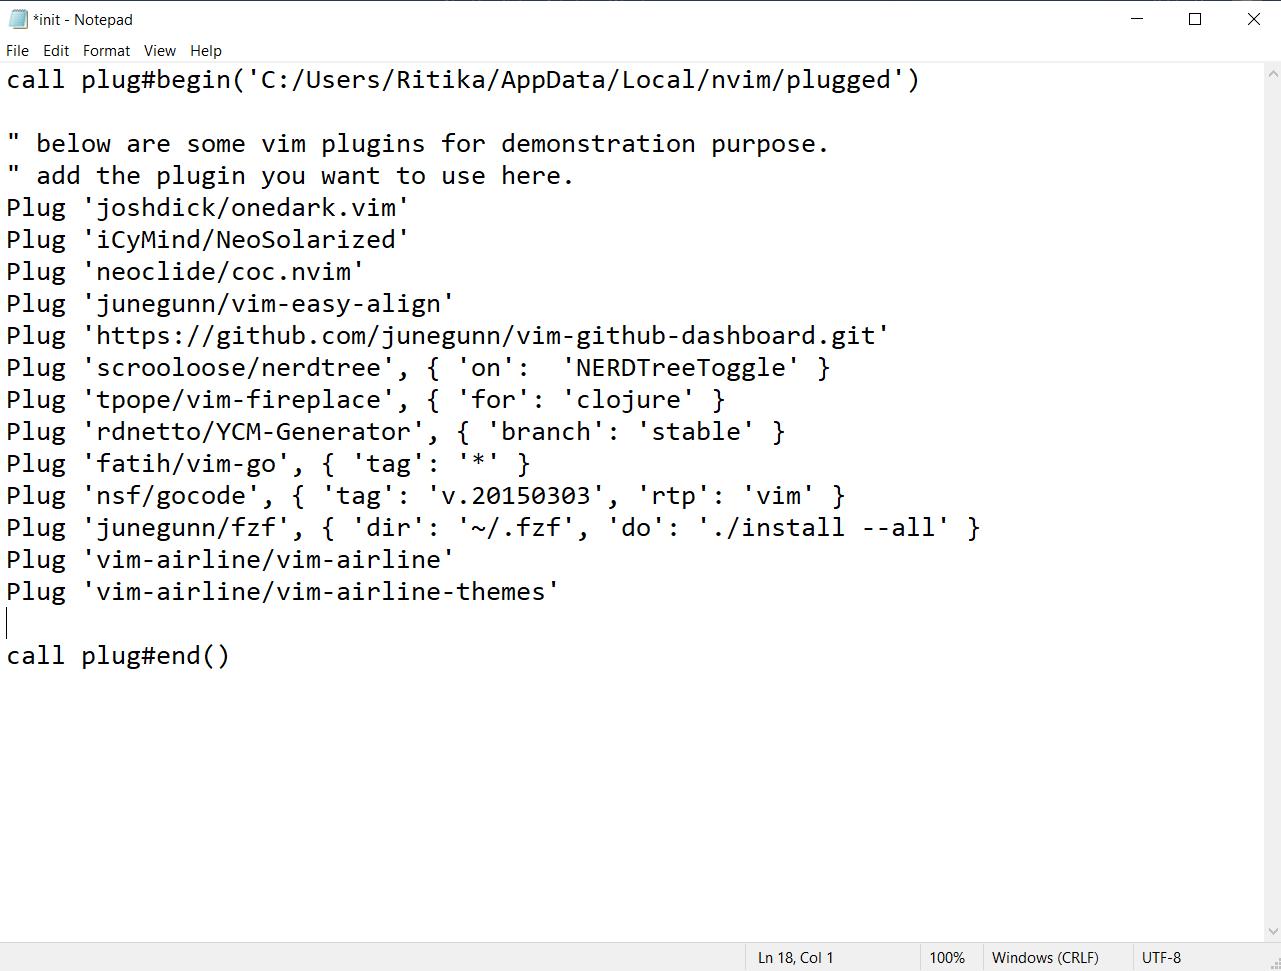 *init - Notepad
File Edit Format View Help
call plug#begin('C:/Users/Ritika/AppData/Local/nvim/plugged')
" below are some vim plugins for demonstration purpose.
" add the plugin you want to use here.
Plug 'joshdick/onedark.vim'
Plug 'iCyMind/NeoSolarized'
Plug 'neoclide/coc.nvim'
Plug 'junegunn/vim-easy-align'
Plug 'https://github.com/junegunn/vim-github-dashboard.git'
Plug 'scrooloose/nerdtree', { 'on':  'NERDTreeToggle' }
Plug 'tpope/vim-fireplace', { 'for': 'clojure' }
Plug 'rdnetto/YCM-Generator', { 'branch': 'stable' }
Plug 'fatih/vim-go', { 'tag': '*' }
Plug 'nsf/gocode', { 'tag': 'v.20150303', 'rtp': 'vim' }
Plug 'junegunn/fzf', { 'dir': '~/.fzf', 'do': './install --all' }
Plug 'vim-airline/vim-airline'
Plug 'vim-airline/vim-airline-themes'
call plug#end()
Ln 18, Col 1 100% Windows (CRLF) UTF-8